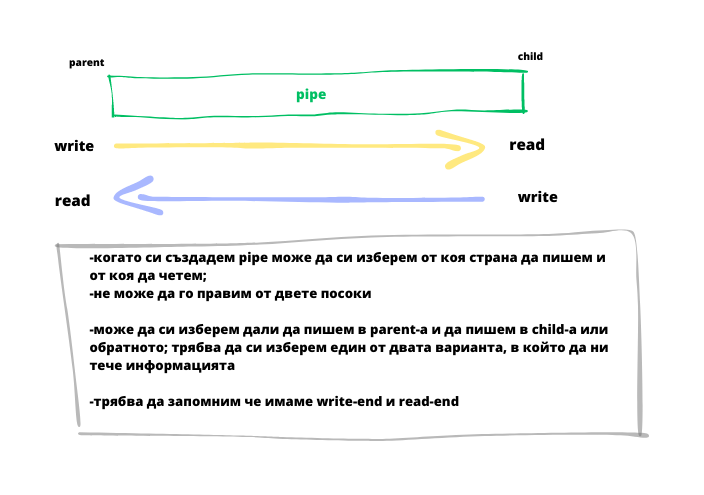 parent
child
pipe
write
read
read
write
-когато си създадем pipe може да си изберем от коя страна да пишем и
от коя да четем;
-не може да го правим от двете посоки
-може да си изберем дали да пишем в parent-a и да пишем в child-a или
обратното; трябва да си изберем един от двата варианта, в който да ни
тече информацията
-трябва да запомним че имаме write-end и read-end